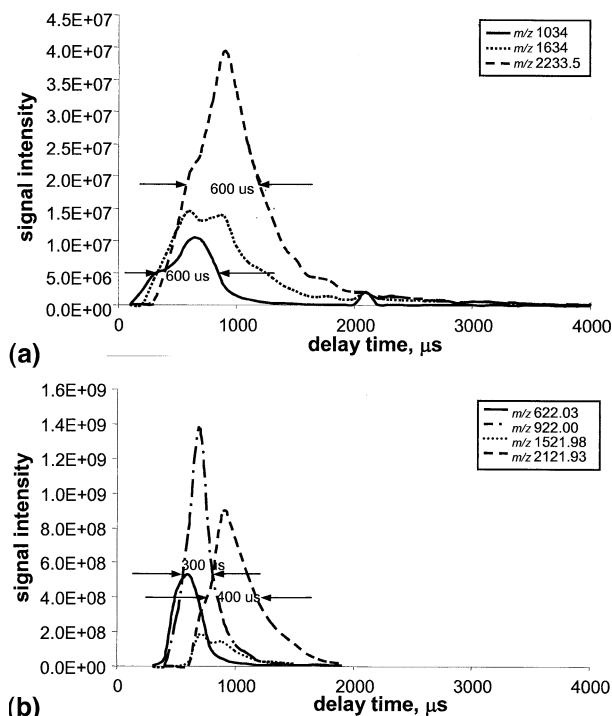 4.5E+07
4.0E+07
3.5E+07
3.0E+07
2.5E+07
2.0E+07
1.5E+07
1.0E+07
5.0E+06
0.0E+00
signal intensity
m/z 1034
m/z 1634
m/z 2233.5
600 us
600 us
0 1000 2000 3000 4000
delay time, μs
(a)
1.6E+09
1.4E+09
1.2E+09
1.0E+09
8.0E+08
6.0E+08
4.0E+08
2.0E+08
0.0E+00
signal intensity
m/z 622.03
m/z 922.00
m/z 1521.98
m/z 2121.93
300 us
400 us
0 1000 2000 3000 4000
delay time, μs
(b)